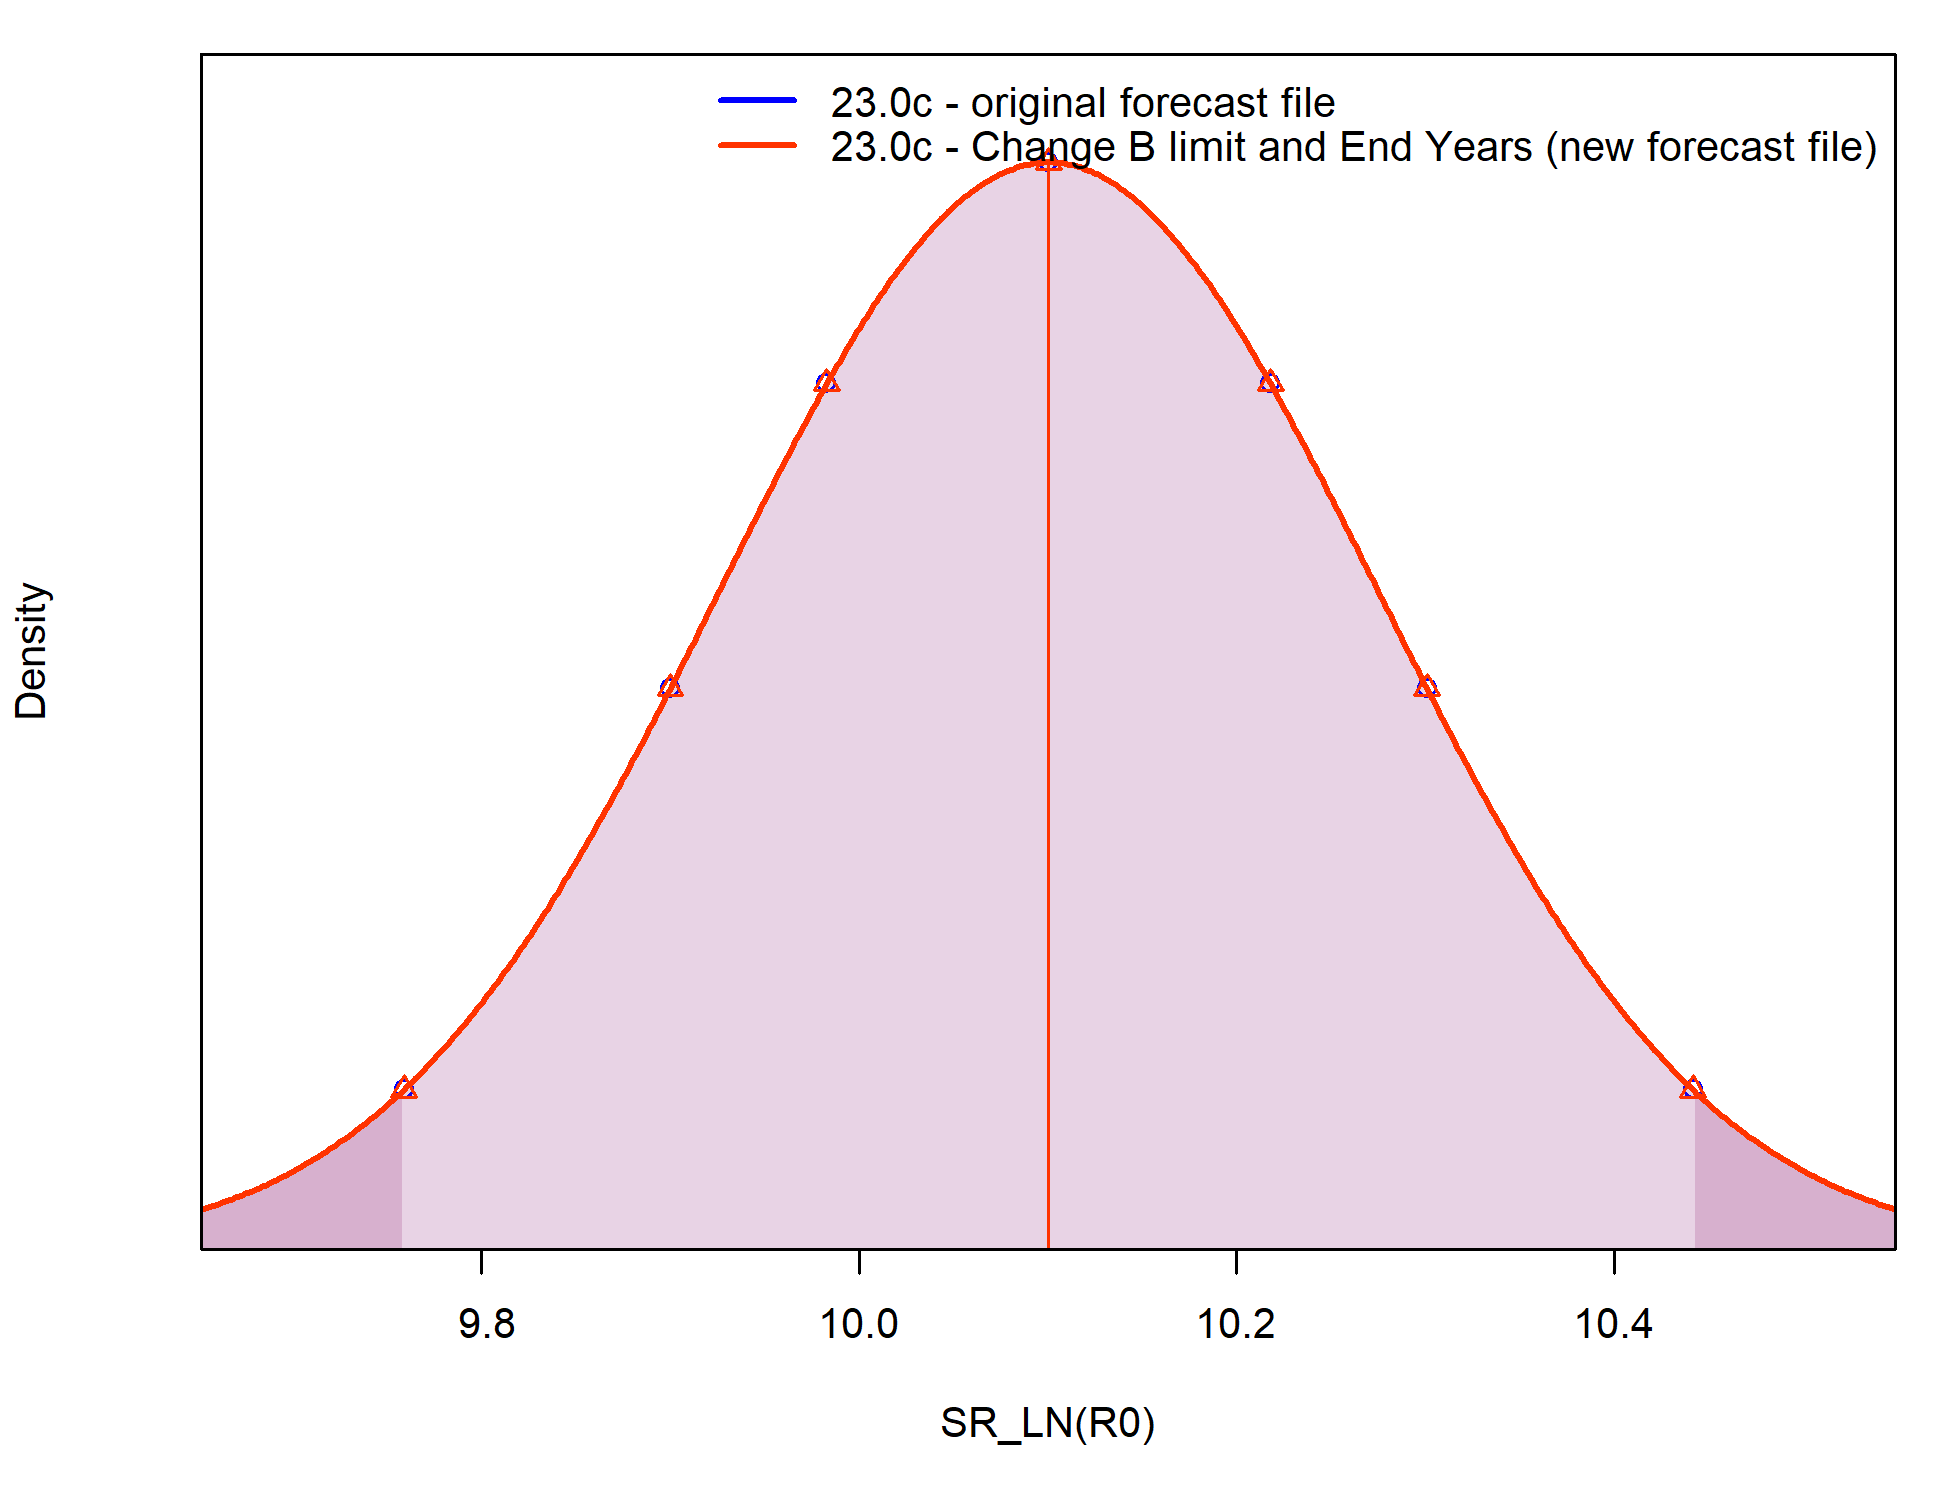 23.0c - original forecast file
23.0c - Change B limit and End Years (new forecast file)
Density
9.8 10.0 10.2 10.4
SR_LN(R0)